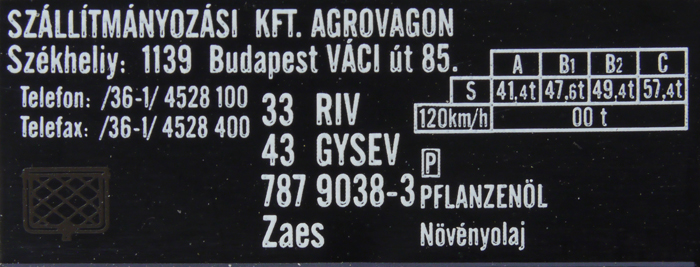 SZÁLLÍTMÁNYOZÁSI KFT. AGROVAGON
Székheliy: 1139 Budapest VÁCI út 85.
Telefon: /36-1/ 4528 100
Telefax: /36-1/ 4528 400
33 RIV
43 GYSEV
787 9038-3
Zaes
A B1 B2 C
S 41,4t 47,6t 49,4t 57,4t
120km/h 00 t
P
PFLANZENÖL
Növényolaj